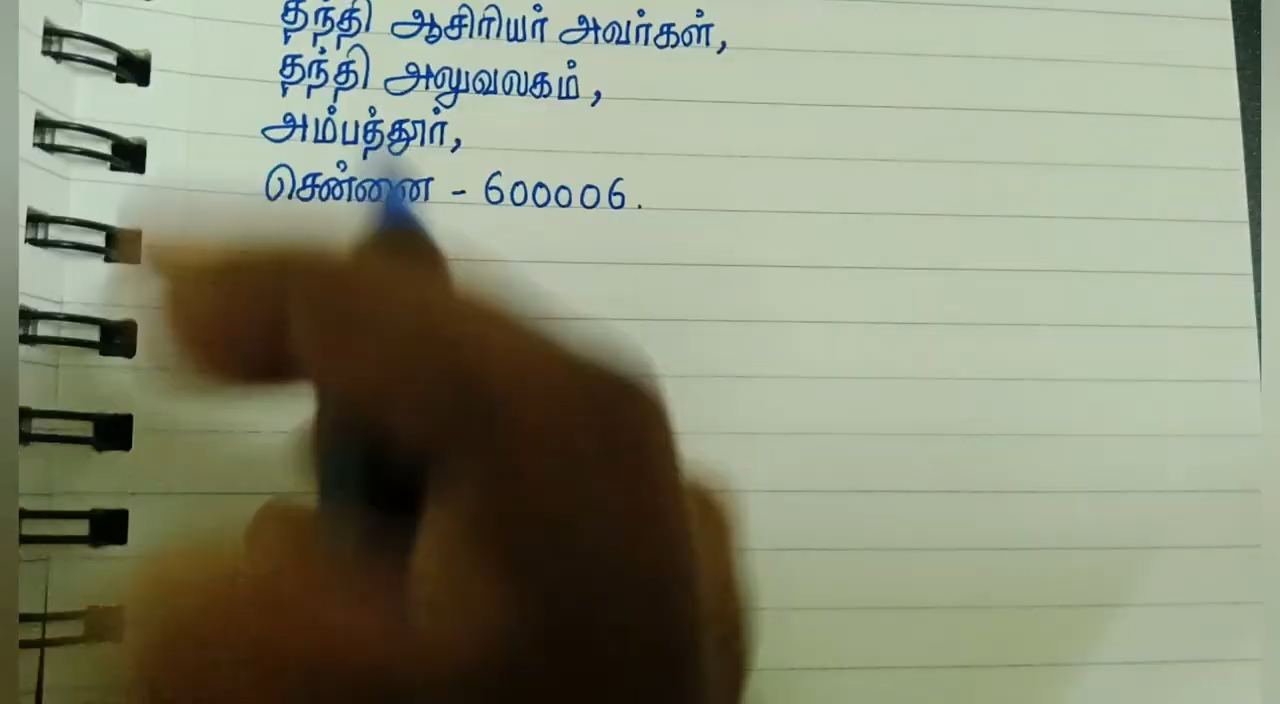 தந்தி ஆசிரியர் அவர்கள்,
தந்தி அலுவலகம்,
அம்பத்தூர்,
சென்னை - 600006.